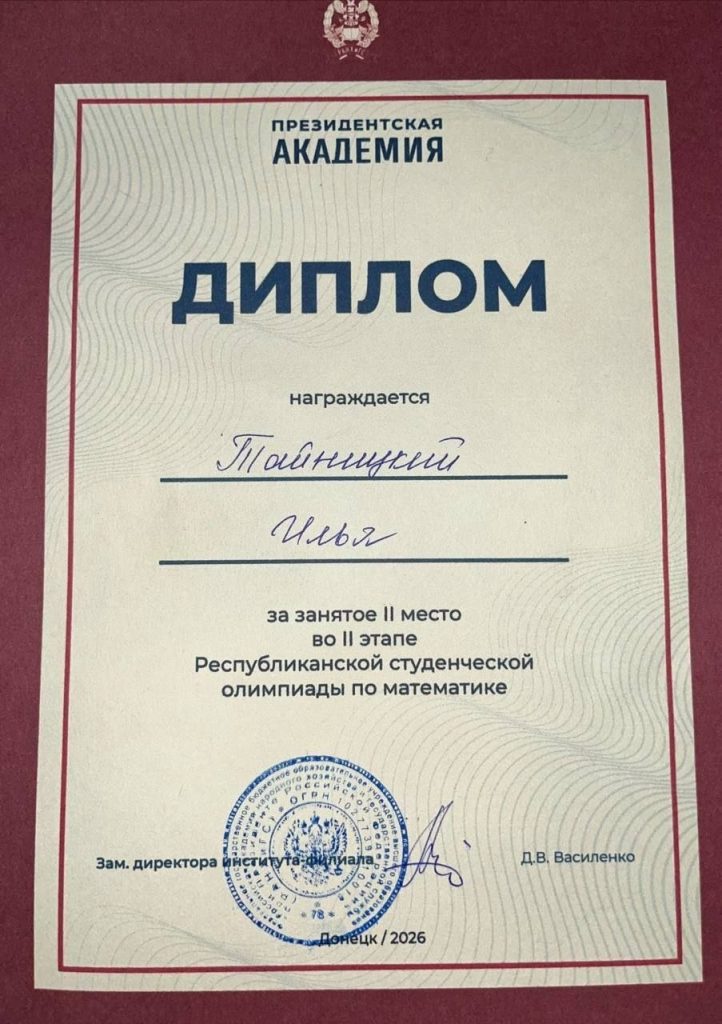 ПРЕЗИДЕНТСКАЯ
АКАДЕМИЯ
ДИПЛОМ
награждается
Тайницкий
Илья
за занятое II место
во II этапе
Республиканской студенческой
олимпиады по математике
Зам. директора института-филиала
Д.В. Василенко
Донецк / 2026